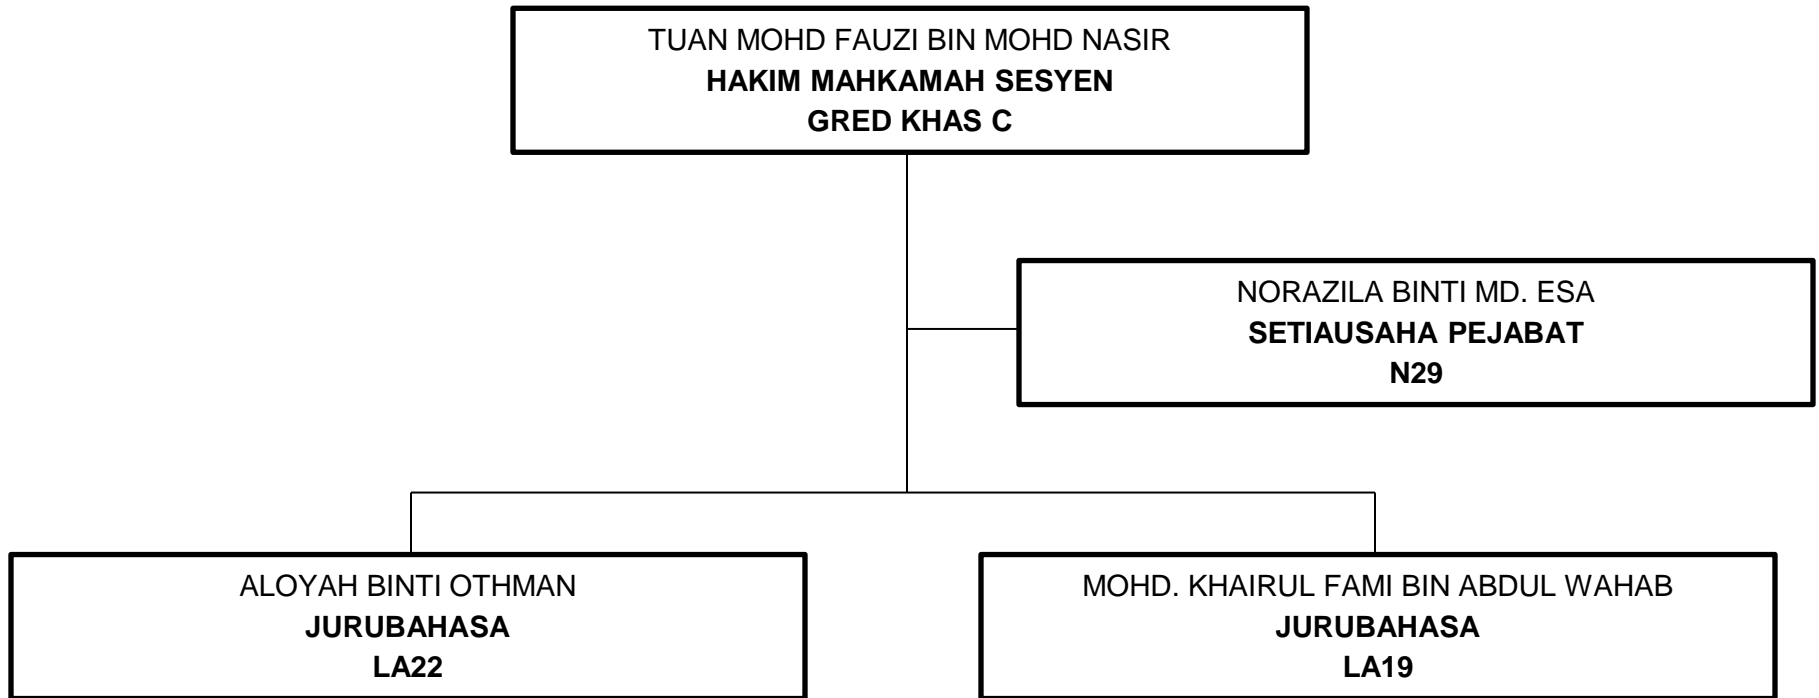 TUAN MOHD FAUZI BIN MOHD NASIR
HAKIM MAHKAMAH SESYEN
GRED KHAS C
NORAZILA BINTI MD. ESA
SETIAUSAHA PEJABAT
N29
ALOYAH BINTI OTHMAN
JURUBAHASA
LA22
MOHD. KHAIRUL FAMI BIN ABDUL WAHAB
JURUBAHASA
LA19